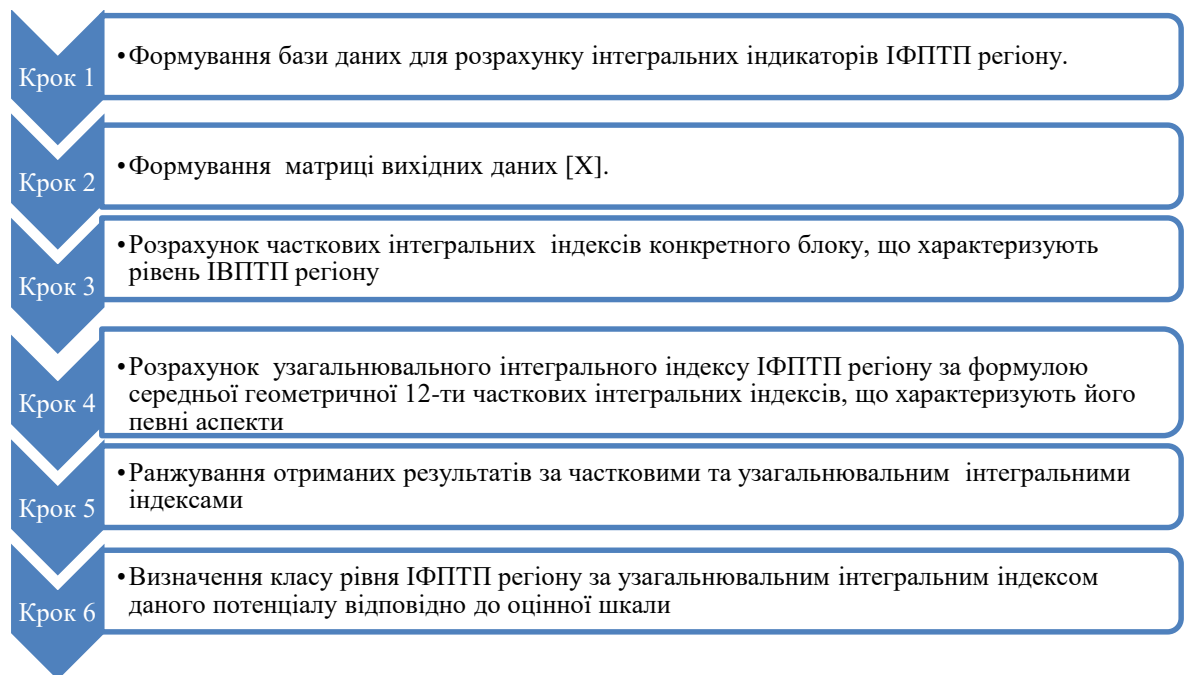 Крок 1
•Формування бази даних для розрахунку інтегральних індикаторів ІФПТП регіону.
Крок 2
•Формування матриці вихідних даних [X].
Крок 3
•Розрахунок часткових інтегральних індексів конкретного блоку, що характеризують
рівень ІВПТП регіону
Крок 4
•Розрахунок узагальнювального інтегрального індексу ІФПТП регіону за формулою
середньої геометричної 12-ти часткових інтегральних індексів, що характеризують його
певні аспекти
Крок 5
•Ранжування отриманих результатів за частковими та узагальнювальним інтегральними
індексами
Крок 6
•Визначення класу рівня ІФПТП регіону за узагальнювальним інтегральним індексом
даного потенціалу відповідно до оцінної шкали